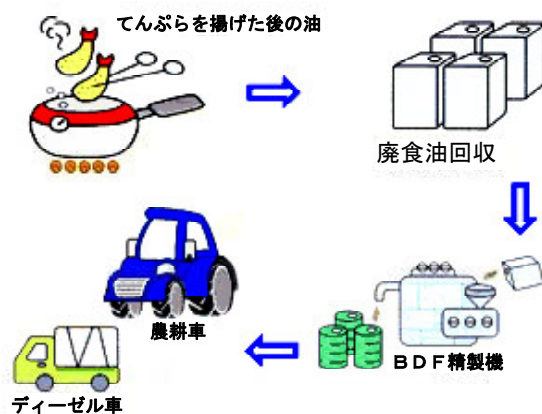 てんぷらを揚げた後の油
廃食油回収
ＢＤＦ精製機
農耕車
ディーゼル車